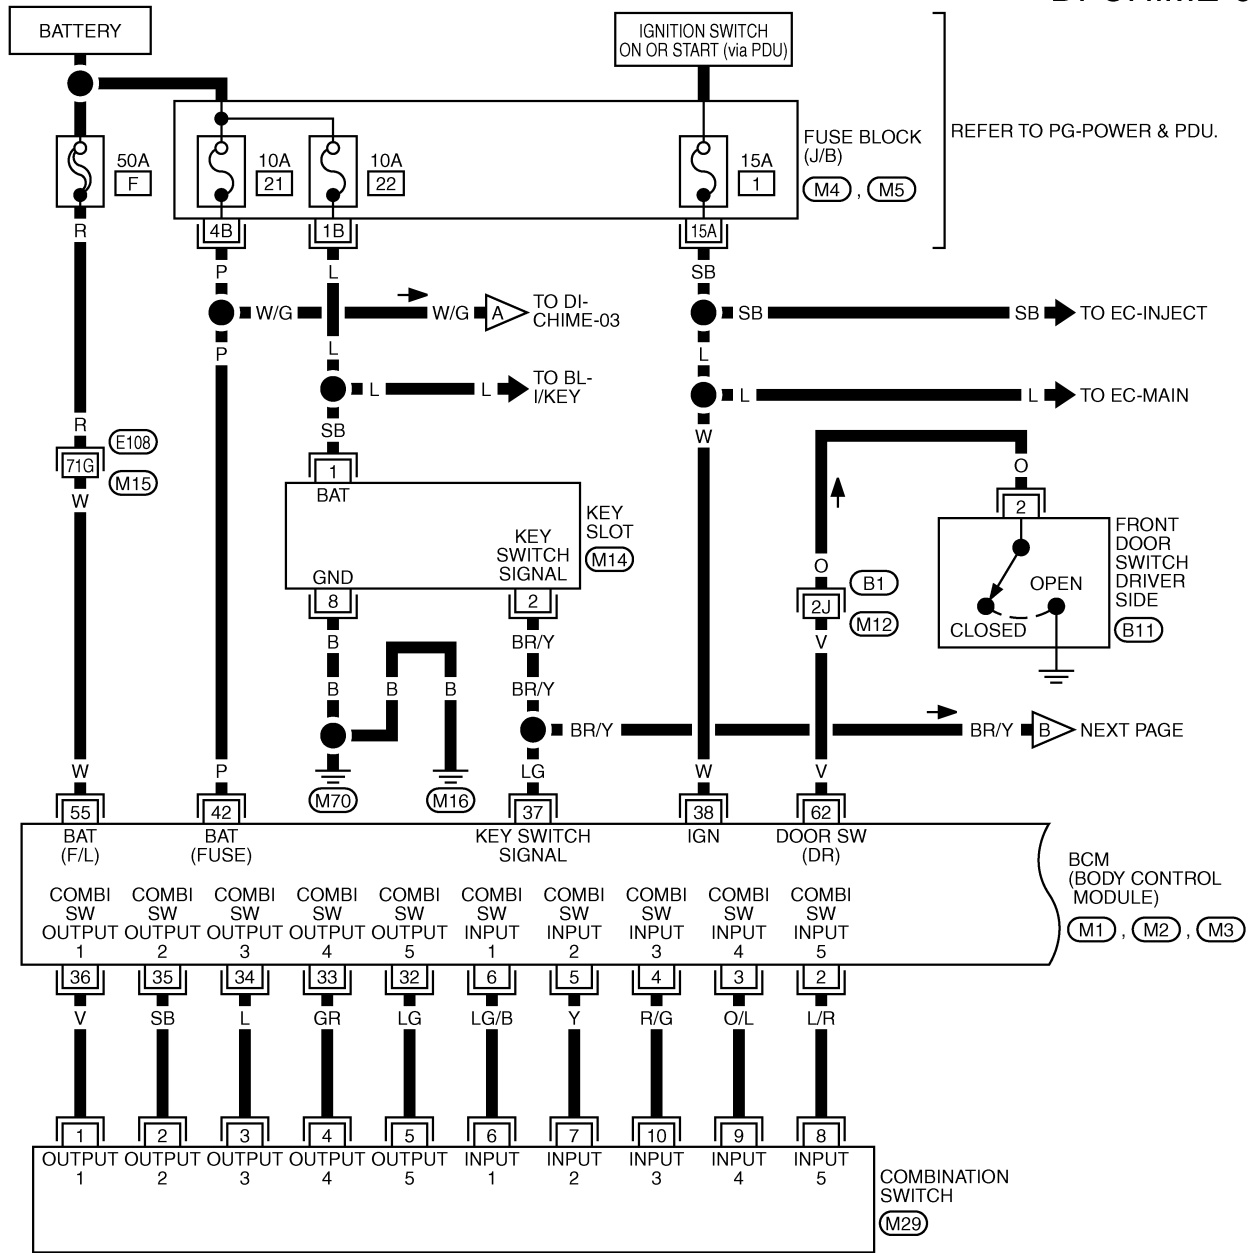 BATTERY
IGNITION SWITCH
ON OR START (via PDU)
REFER TO PG-POWER & PDU.
FUSE BLOCK
(J/B)
M4 , M5
50A
F
10A
21
10A
22
15A
1
4B
1B
15A
R
P
L
SB
W/G
W/G
A
TO DI-
CHIME-03
SB
SB
TO EC-INJECT
P
L
L
L
L
TO BL-
I/KEY
L
L
TO EC-MAIN
R
SB
W
E108
71G
M15
W
1
BAT
KEY
SLOT
M14
KEY
SWITCH
SIGNAL
GND
8
2
O
2
FRONT
DOOR
SWITCH
DRIVER
SIDE
B11
OPEN
CLOSED
O
B1
2J
M12
V
B
BR/Y
B
B
B
BR/Y
BR/Y
BR/Y
B
NEXT PAGE
W
P
M70
M16
LG
W
V
55
42
37
38
62
BAT
(F/L)
BAT
(FUSE)
KEY SWITCH
SIGNAL
IGN
DOOR SW
(DR)
BCM
(BODY CONTROL
MODULE)
M1 , M2 , M3
COMBI
SW
OUTPUT
1
COMBI
SW
OUTPUT
2
COMBI
SW
OUTPUT
3
COMBI
SW
OUTPUT
4
COMBI
SW
OUTPUT
5
COMBI
SW
INPUT
1
COMBI
SW
INPUT
2
COMBI
SW
INPUT
3
COMBI
SW
INPUT
4
COMBI
SW
INPUT
5
36
35
34
33
32
6
5
4
3
2
V
SB
L
GR
LG
LG/B
Y
R/G
O/L
L/R
1
2
3
4
5
6
7
10
9
8
OUTPUT
1
OUTPUT
2
OUTPUT
3
OUTPUT
4
OUTPUT
5
INPUT
1
INPUT
2
INPUT
3
INPUT
4
INPUT
5
COMBINATION
SWITCH
M29